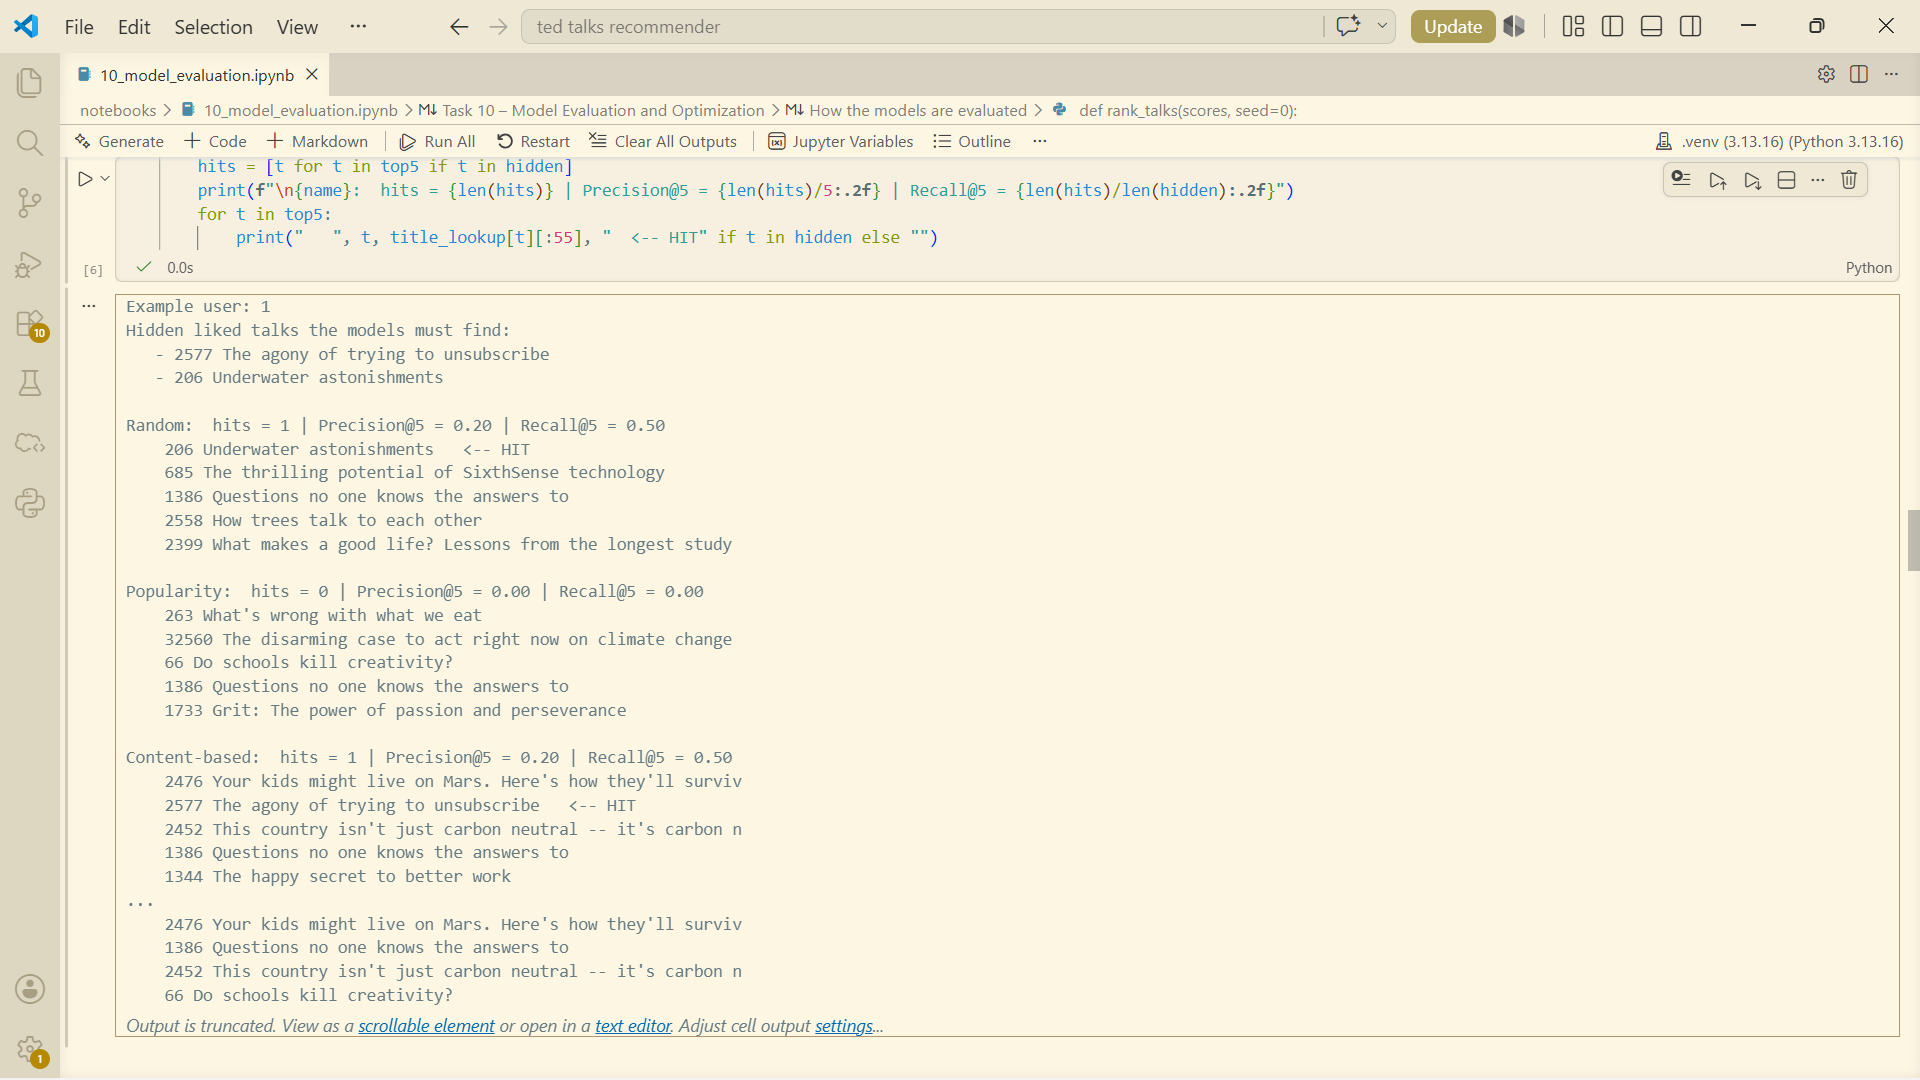 File Edit Selection View ··· ted talks recommender Update
10_model_evaluation.ipynb
notebooks > 10_model_evaluation.ipynb > M↓ Task 10 – Model Evaluation and Optimization > M↓ How the models are evaluated > def rank_talks(scores, seed=0):
Generate + Code + Markdown Run All Restart Clear All Outputs Jupyter Variables Outline ··· .venv (3.13.16) (Python 3.13.16)
hits = [t for t in top5 if t in hidden]
print(f"\n{name}:  hits = {len(hits)} | Precision@5 = {len(hits)/5:.2f} | Recall@5 = {len(hits)/len(hidden):.2f}")
for t in top5:
    print("   ", t, title_lookup[t][:55], "  <-- HIT" if t in hidden else "")
[6] 0.0s Python
Example user: 1
Hidden liked talks the models must find:
   - 2577 The agony of trying to unsubscribe
   - 206 Underwater astonishments
Random:  hits = 1 | Precision@5 = 0.20 | Recall@5 = 0.50
    206 Underwater astonishments   <-- HIT
    685 The thrilling potential of SixthSense technology
    1386 Questions no one knows the answers to
    2558 How trees talk to each other
    2399 What makes a good life? Lessons from the longest study
Popularity:  hits = 0 | Precision@5 = 0.00 | Recall@5 = 0.00
    263 What's wrong with what we eat
    32560 The disarming case to act right now on climate change
    66 Do schools kill creativity?
    1386 Questions no one knows the answers to
    1733 Grit: The power of passion and perseverance
Content-based:  hits = 1 | Precision@5 = 0.20 | Recall@5 = 0.50
    2476 Your kids might live on Mars. Here's how they'll surviv
    2577 The agony of trying to unsubscribe   <-- HIT
    2452 This country isn't just carbon neutral -- it's carbon n
    1386 Questions no one knows the answers to
    1344 The happy secret to better work
...
    2476 Your kids might live on Mars. Here's how they'll surviv
    1386 Questions no one knows the answers to
    2452 This country isn't just carbon neutral -- it's carbon n
    66 Do schools kill creativity?
Output is truncated. View as a scrollable element or open in a text editor. Adjust cell output settings...
10
1